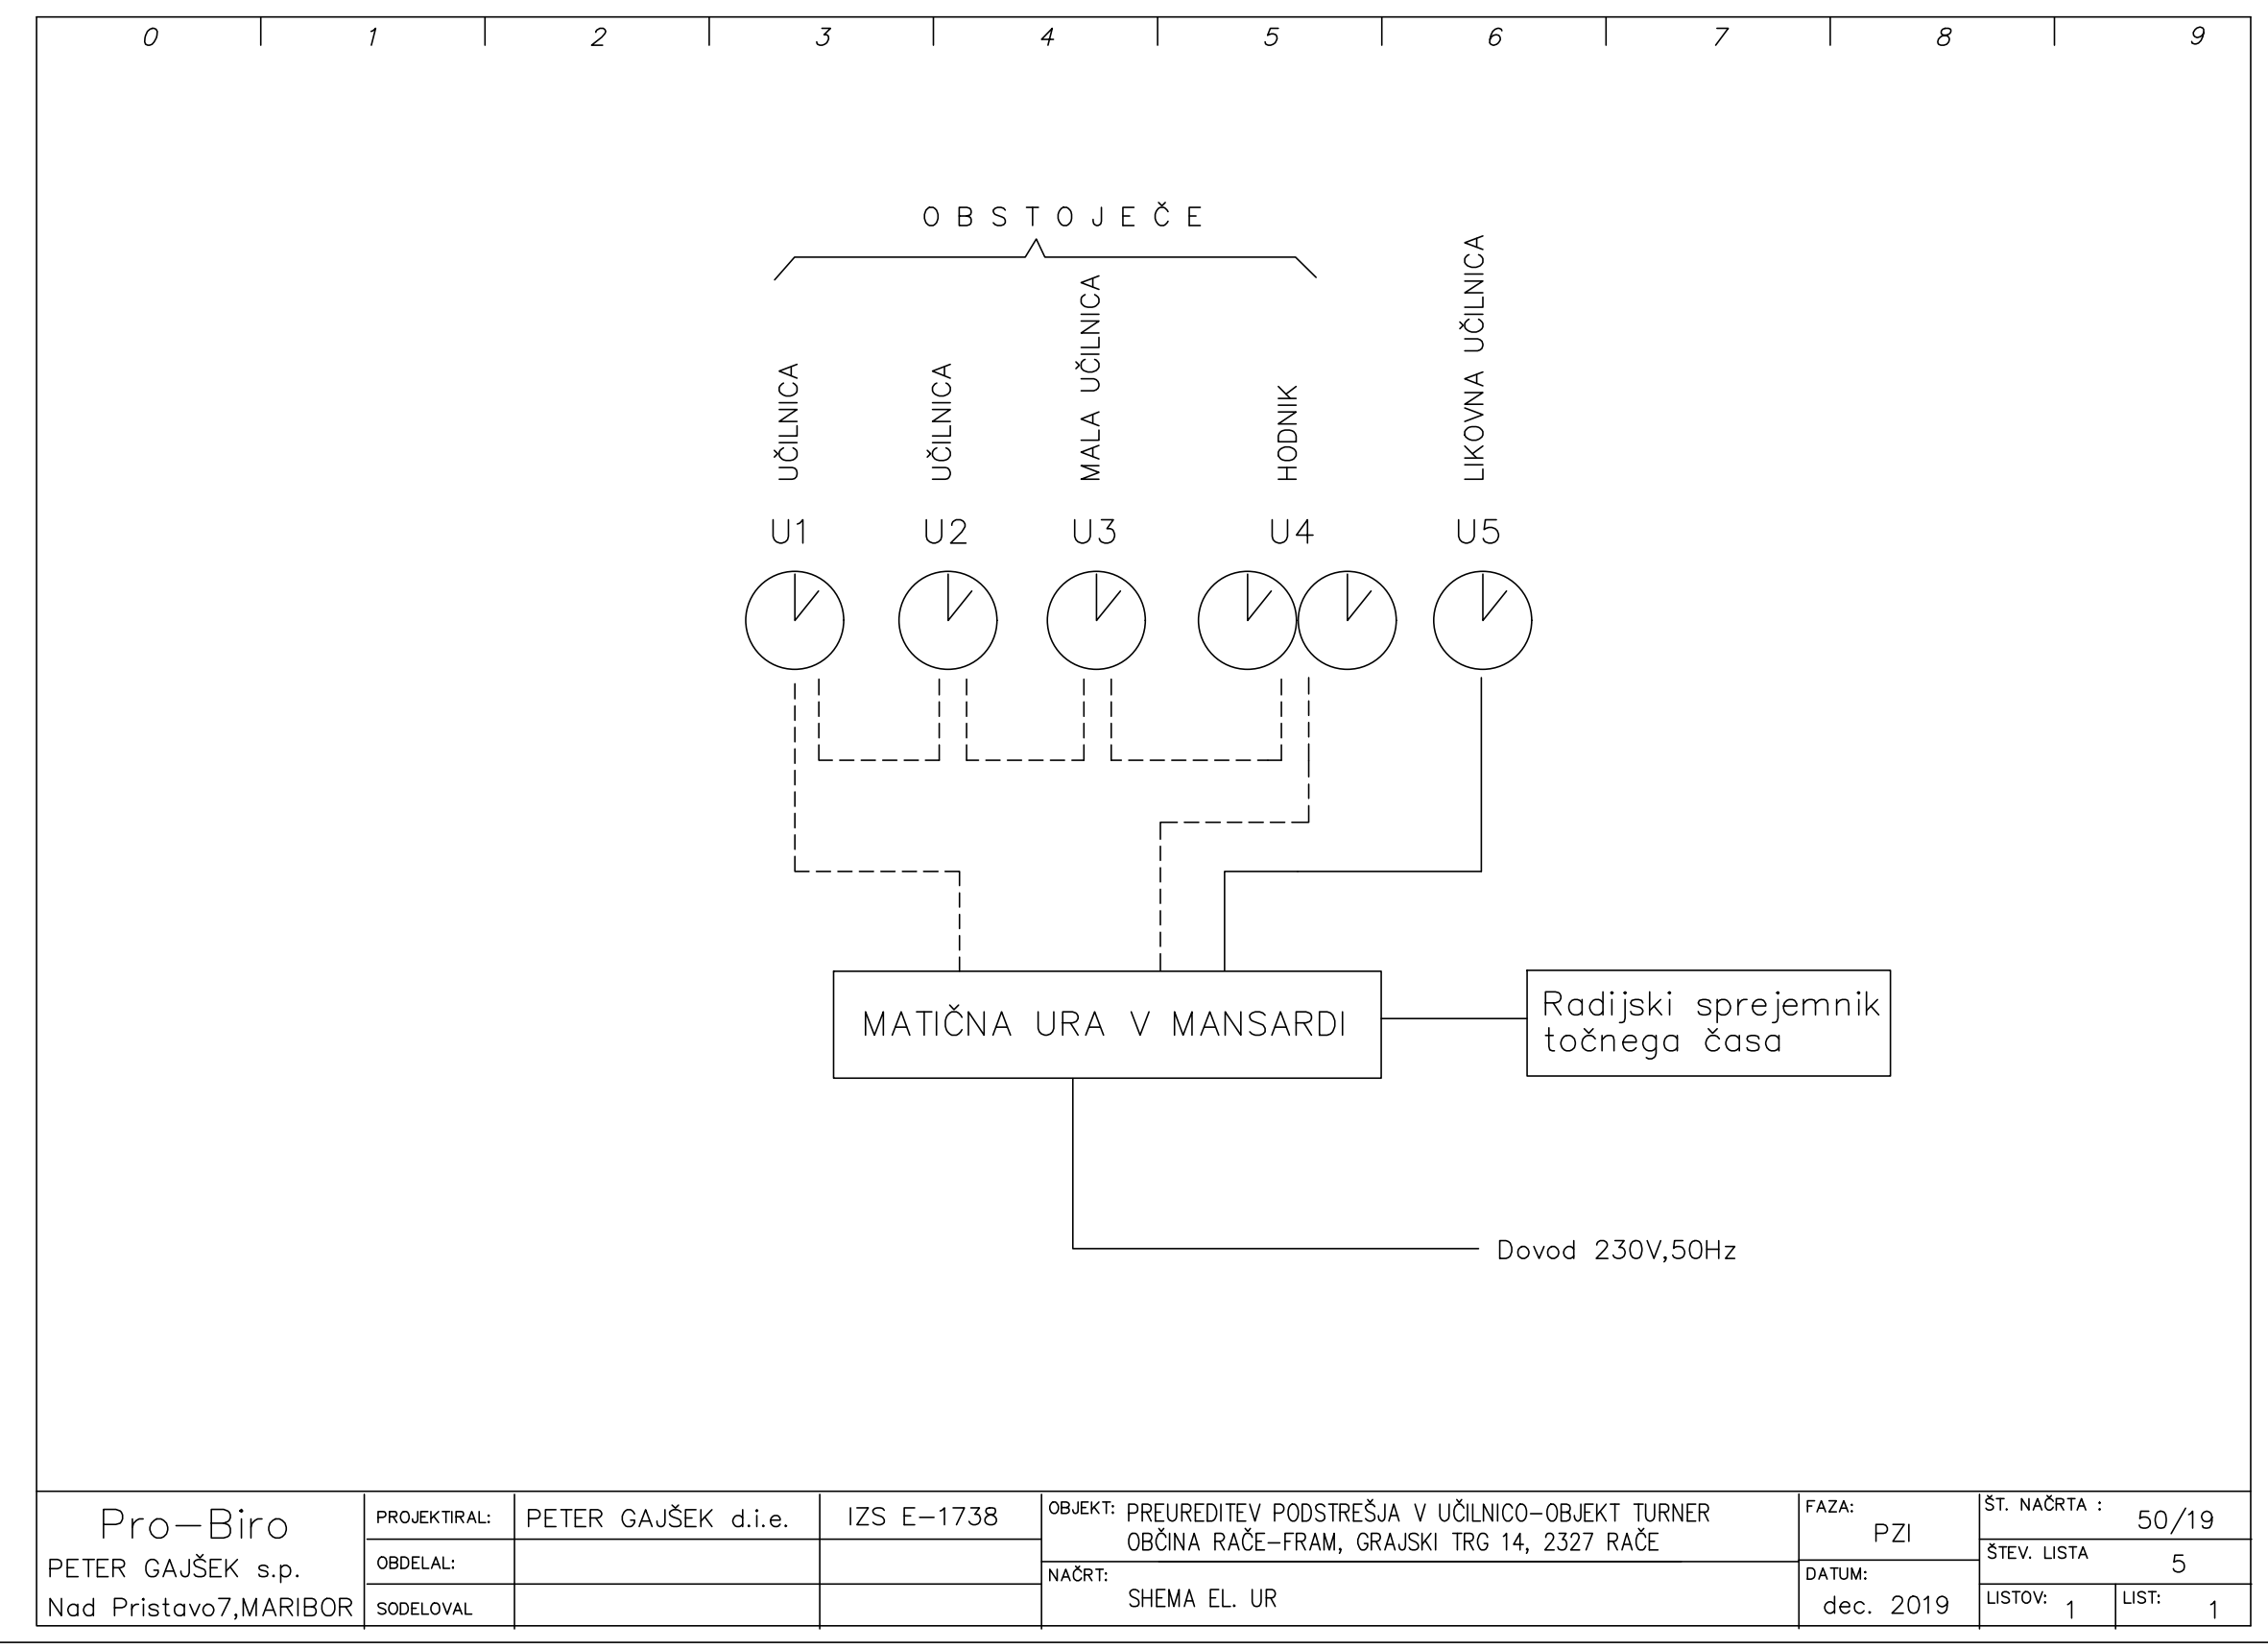 0 1 2 3 4 5 6 7 8 9
O B S T O J E Č E
UČILNICA
UČILNICA
MALA UČILNICA
HODNIK
LIKOVNA UČILNICA
U1 U2 U3 U4 U5
MATIČNA URA V MANSARDI
Radijski sprejemnik
točnega časa
Dovod 230V,50Hz
Pro-Biro
PETER GAJŠEK s.p.
Nad Pristavo7,MARIBOR
PROJEKTIRAL: PETER GAJŠEK d.i.e. IZS E-1738
OBDELAL:
SODELOVAL
OBJEKT: PREUREDITEV PODSTREŠJA V UČILNICO-OBJEKT TURNER
OBČINA RAČE-FRAM, GRAJSKI TRG 14, 2327 RAČE
NAČRT:
SHEMA EL. UR
FAZA:
PZI
DATUM:
dec. 2019
ŠT. NAČRTA :
50/19
ŠTEV. LISTA
5
LISTOV: 1
LIST: 1